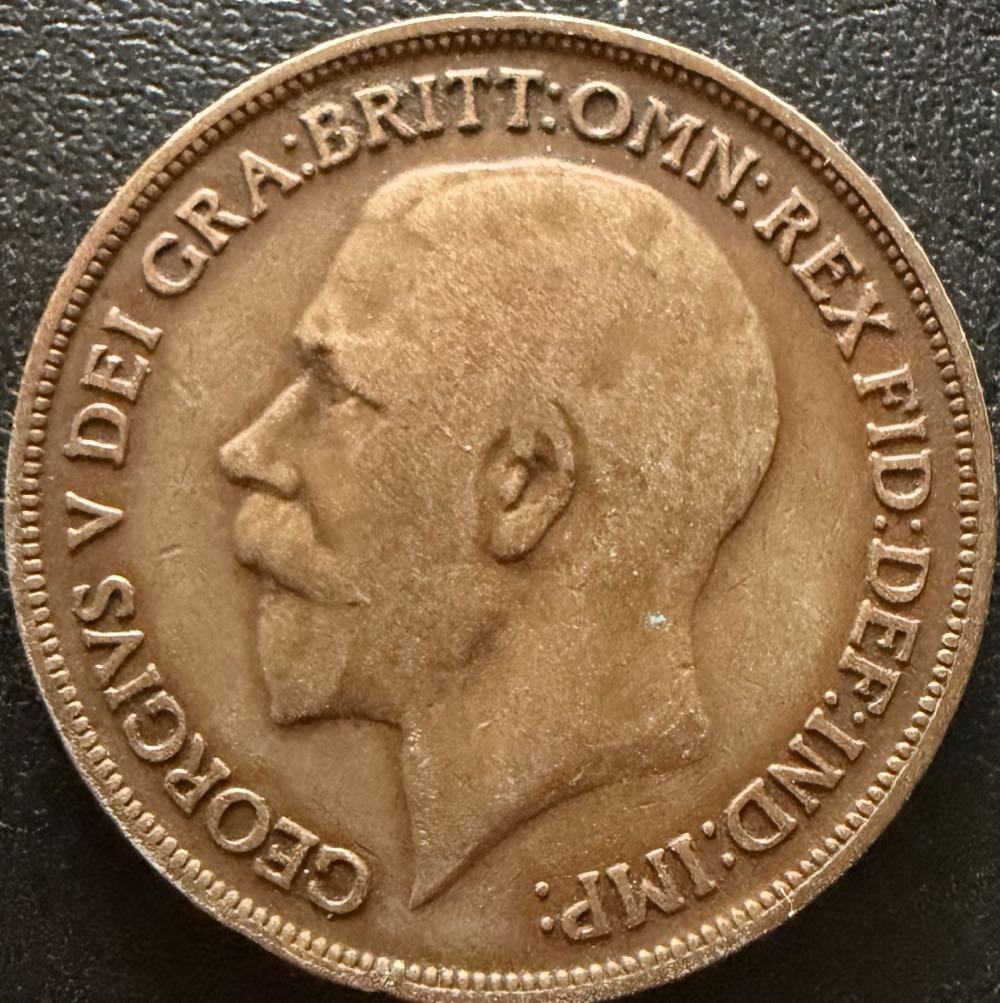 GEORGIVS V DEI GRA: BRITT: OMN: REX FID: DEF: IND: IMP: